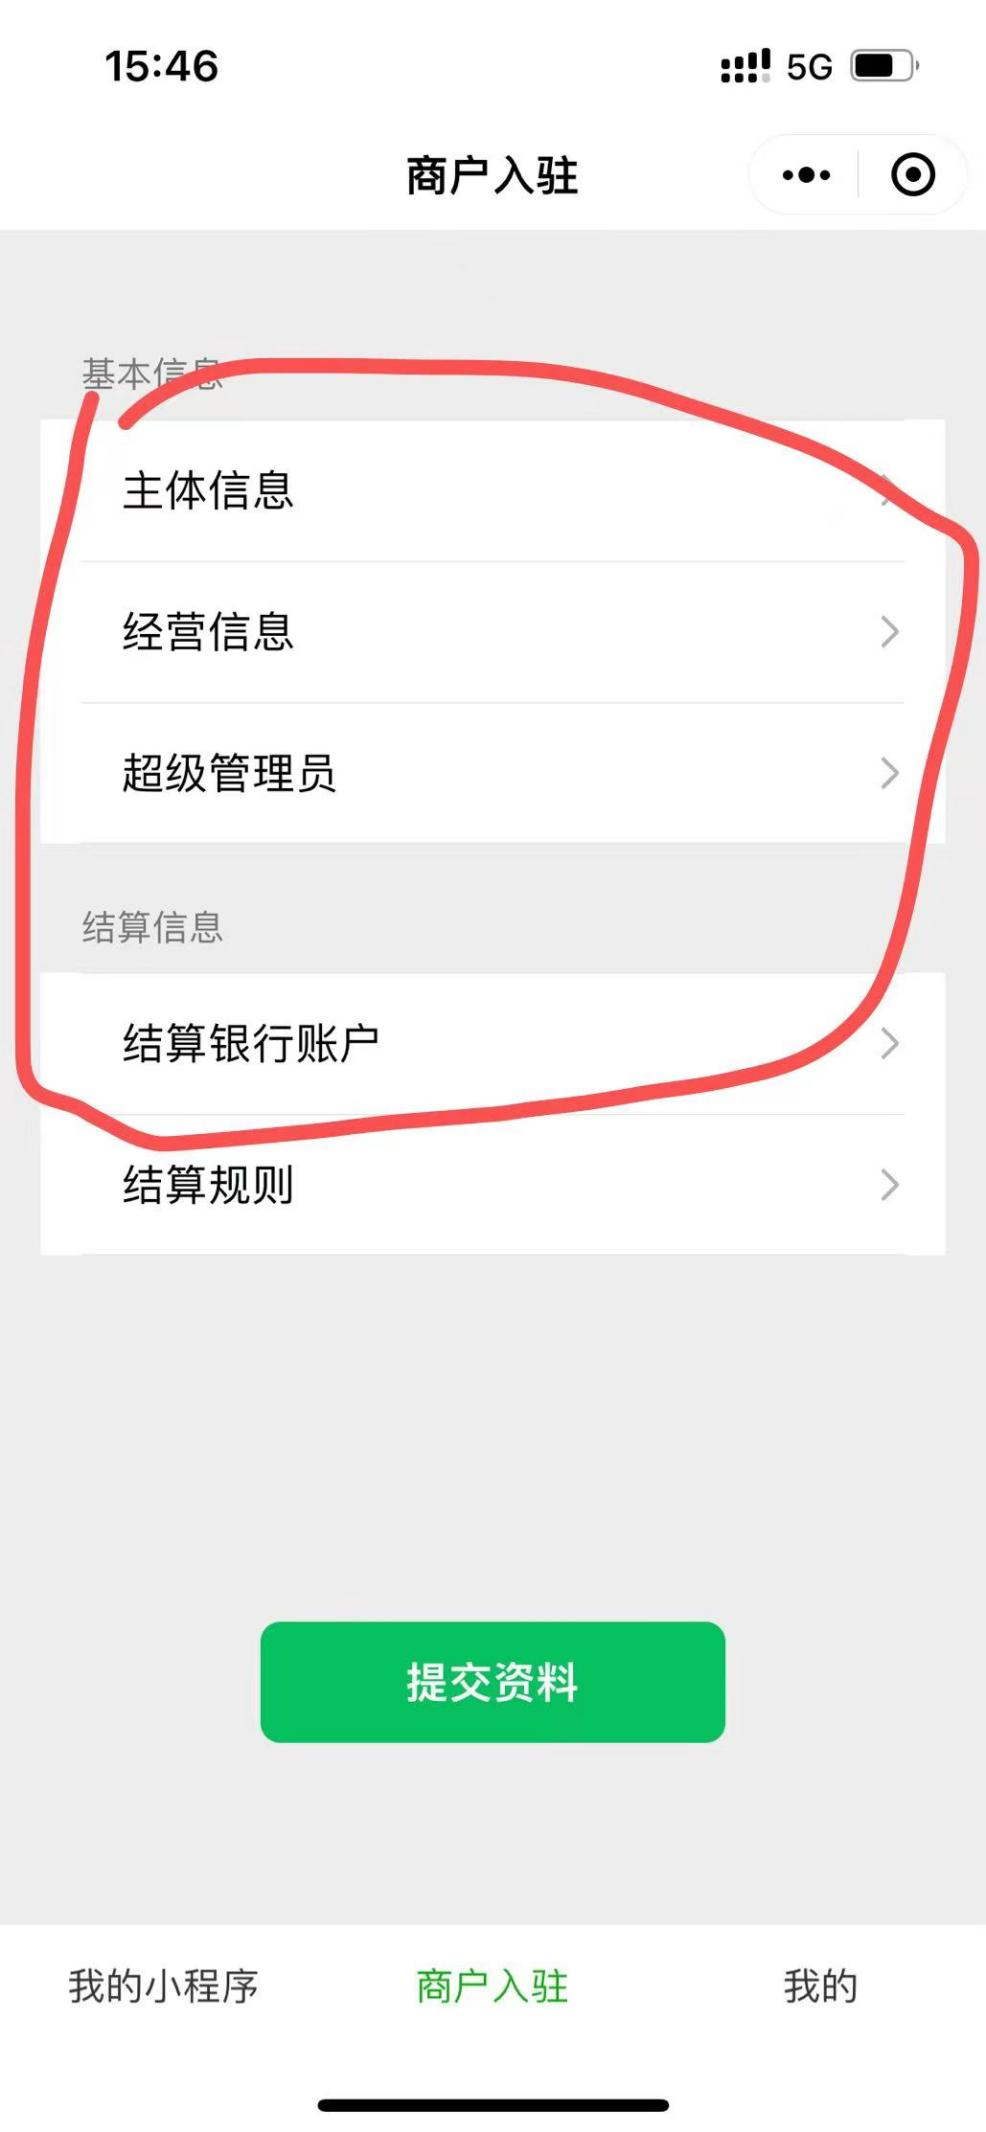 15:46 5G
商户入驻
基本信息
主体信息
经营信息
超级管理员
结算信息
结算银行账户
结算规则
提交资料
我的小程序 商户入驻 我的